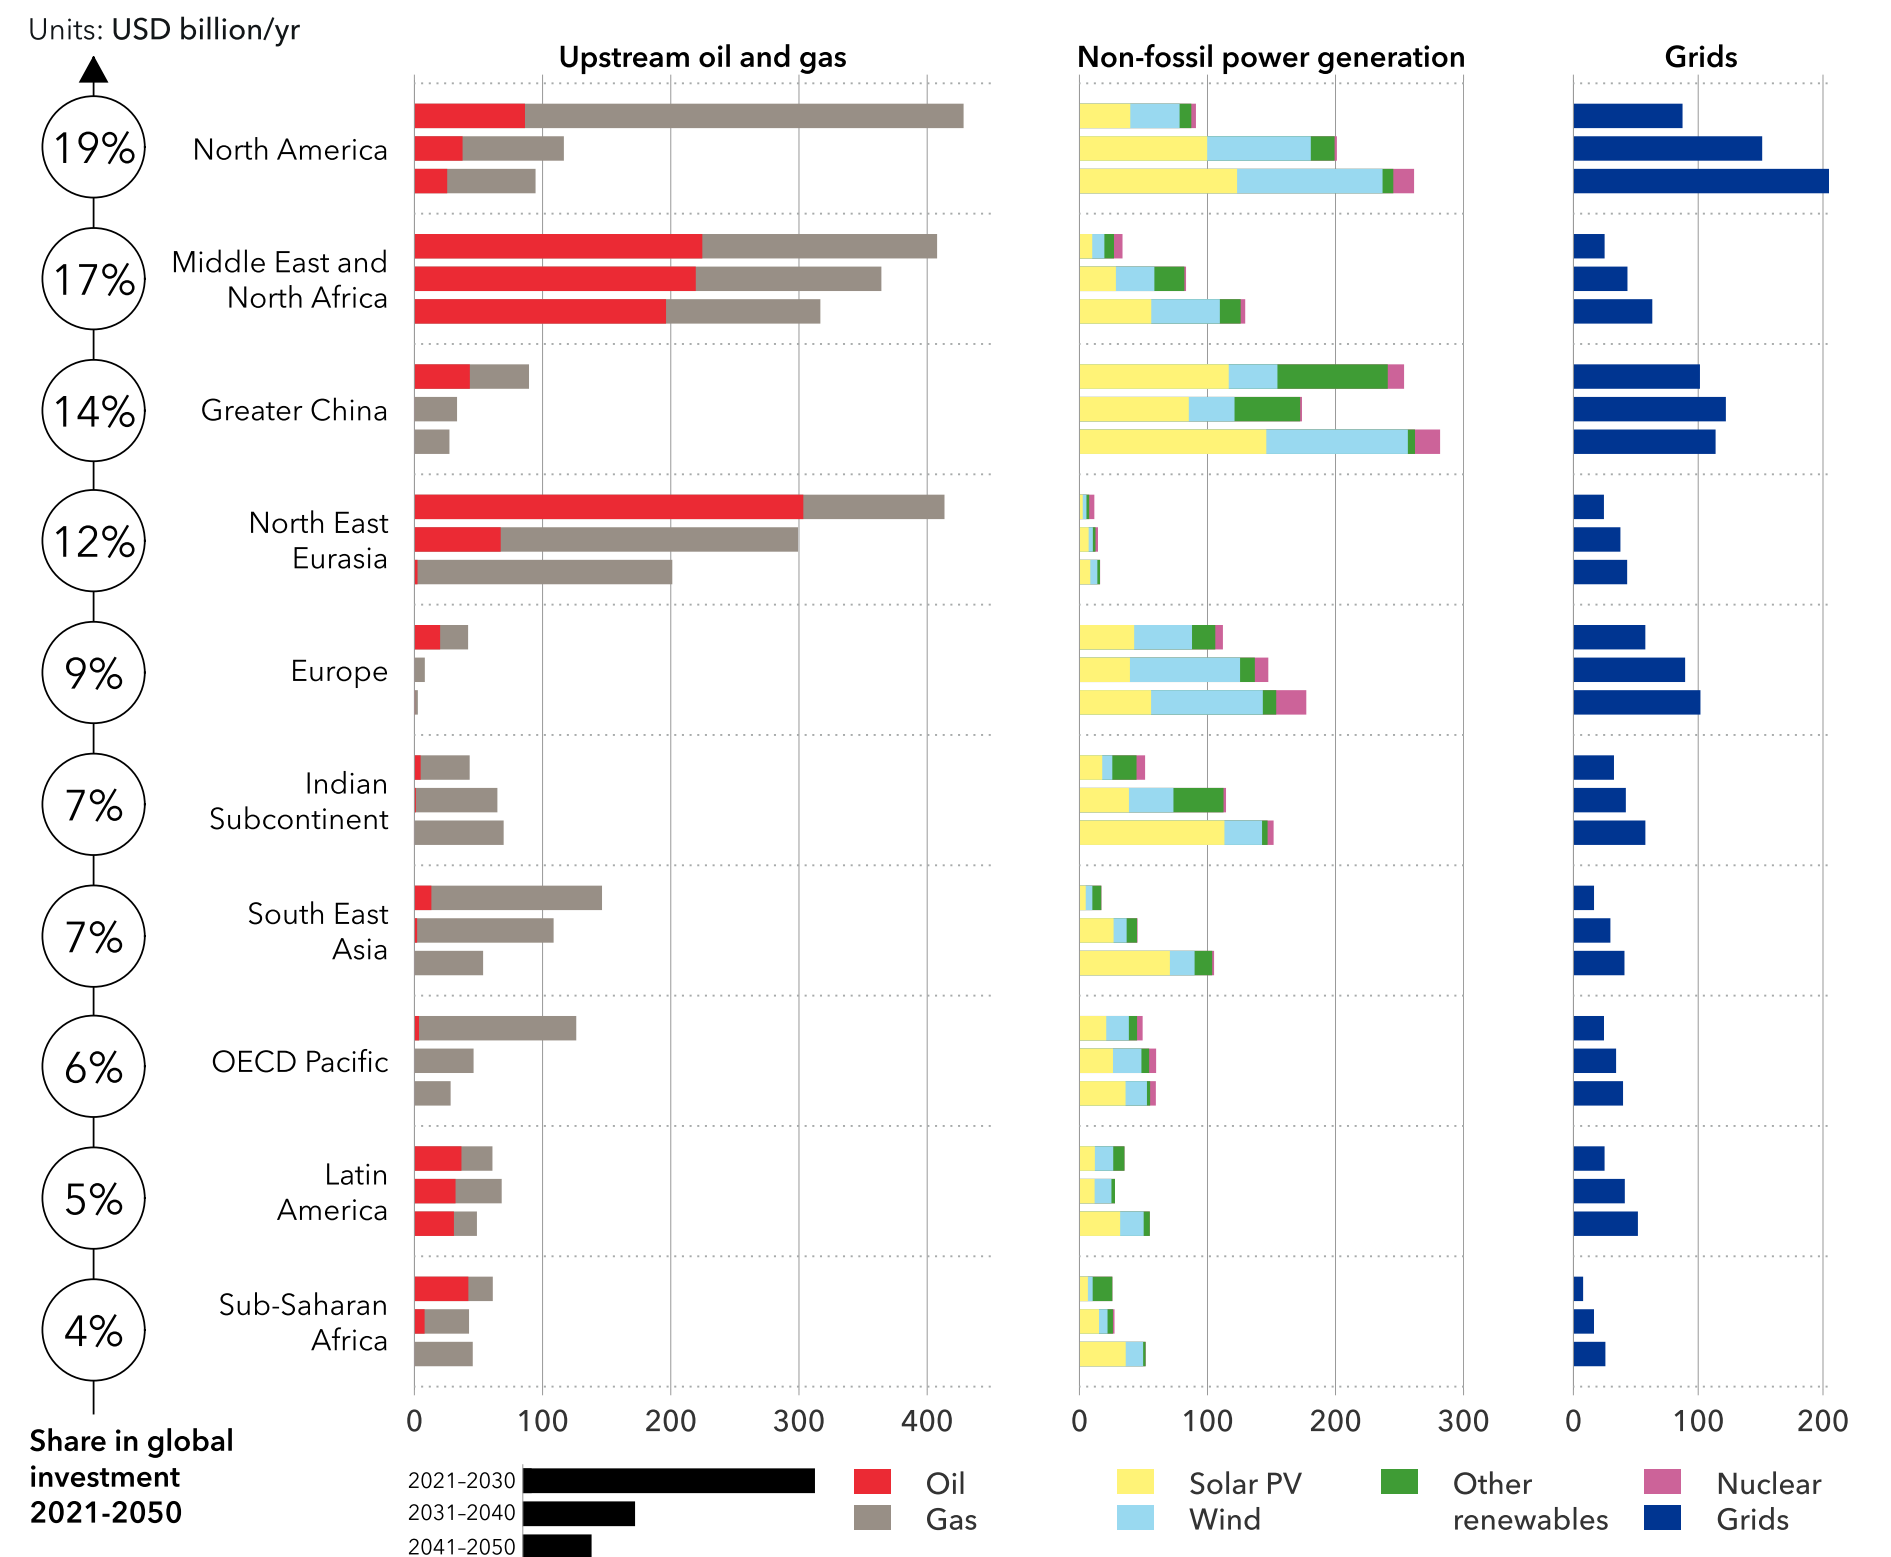 Units: USD billion/yr
Upstream oil and gas
Non-fossil power generation
Grids
19%
North America
17%
Middle East and
North Africa
14%
Greater China
12%
North East
Eurasia
9%
Europe
7%
Indian
Subcontinent
7%
South East
Asia
6%
OECD Pacific
5%
Latin
America
4%
Sub-Saharan
Africa
0 100 200 300 400
0 100 200 300
0 100 200
Share in global
investment
2021-2050
2021–2030
2031–2040
2041–2050
Oil
Gas
Solar PV
Wind
Other
renewables
Nuclear
Grids